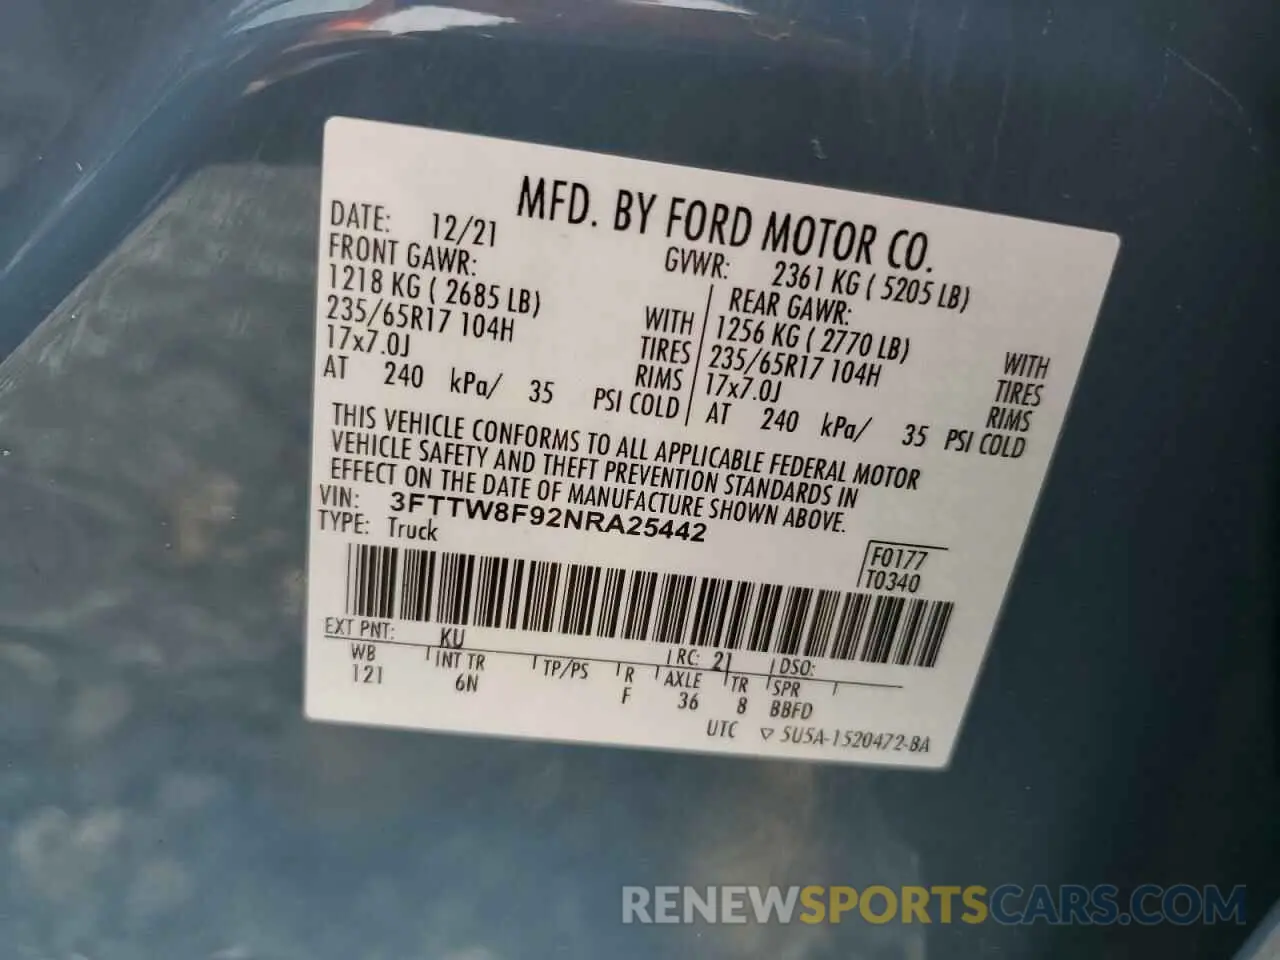 MFD. BY FORD MOTOR CO.
DATE: 12/21
GVWR: 2361 KG ( 5205 LB)
FRONT GAWR:
1218 KG ( 2685 LB)
WITH
235/65R17 104H
TIRES
17x7.0J
RIMS
AT 240 kPa/ 35 PSI COLD
REAR GAWR:
1256 KG ( 2770 LB)
WITH
235/65R17 104H
TIRES
17x7.0J
RIMS
AT 240 kPa/ 35 PSI COLD
THIS VEHICLE CONFORMS TO ALL APPLICABLE FEDERAL MOTOR
VEHICLE SAFETY AND THEFT PREVENTION STANDARDS IN
EFFECT ON THE DATE OF MANUFACTURE SHOWN ABOVE.
VIN: 3FTTW8F92NRA25442
TYPE: Truck
F0177
T0340
EXT PNT: KU RC: 21 DSO:
WB INT TR TP/PS R AXLE TR SPR
121 6N F 36 8 BBFD
UTC ▽ 5U5A-1520472-BA
RENEWSPORTSCARS.COM